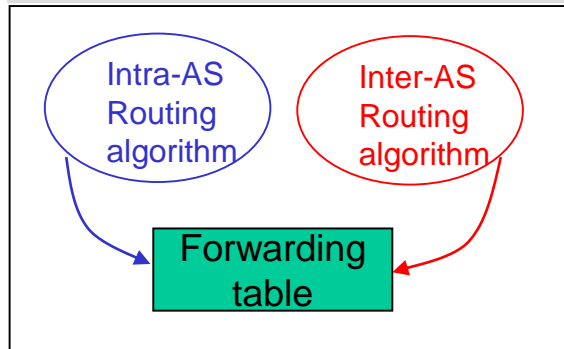 Intra-AS
Routing
algorithm
Inter-AS
Routing
algorithm
Forwarding
table